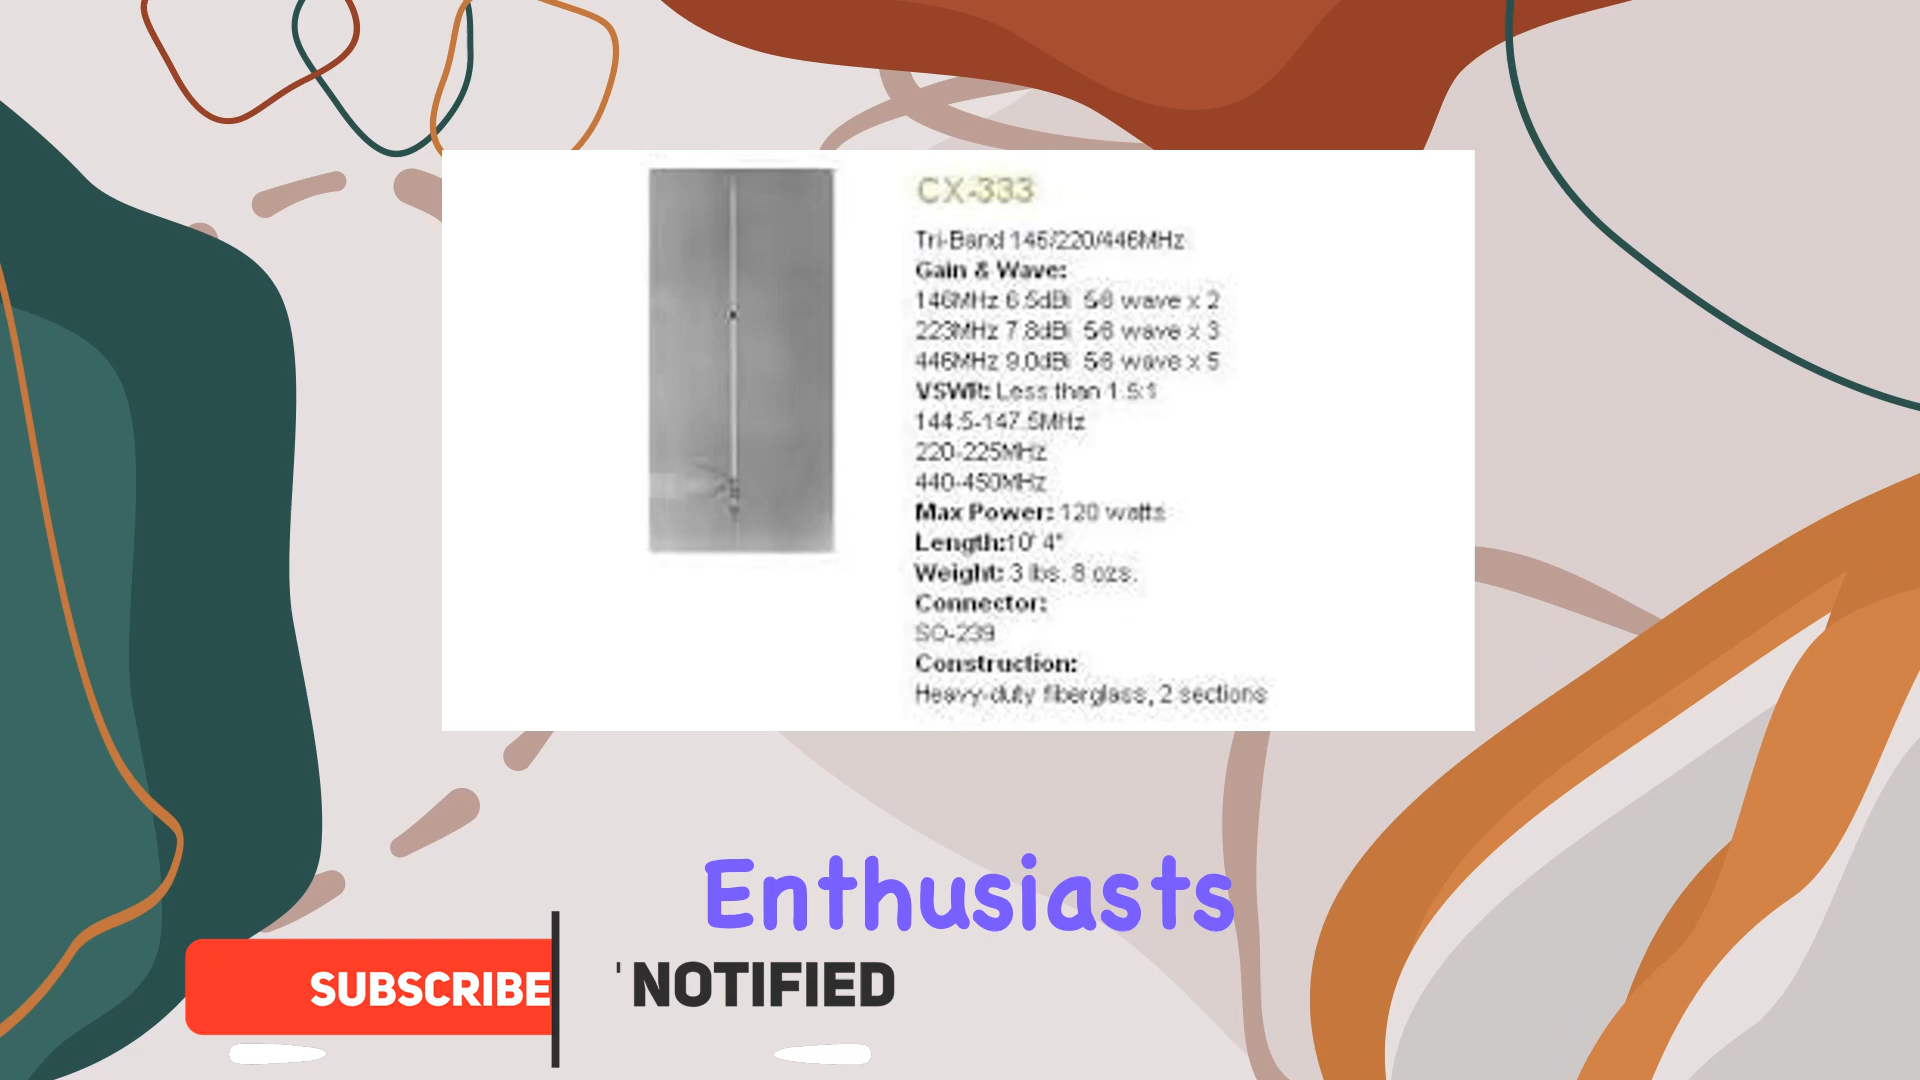 CX-333
Tri-Band 146/220/446MHz
Gain & Wave:
146MHz 6.5dBi 5/8 wave x 2
223MHz 7.8dBi 5/8 wave x 3
446MHz 9.0dBi 5/8 wave x 5
VSWR: Less than 1.5:1
144.5-147.5MHz
220-225MHz
440-450MHz
Max Power: 120 watts
Length:10' 4"
Weight: 3 lbs. 8 ozs.
Connector:
SO-239
Construction:
Heavy-duty fiberglass, 2 sections
Enthusiasts
SUBSCRIBE
NOTIFIED